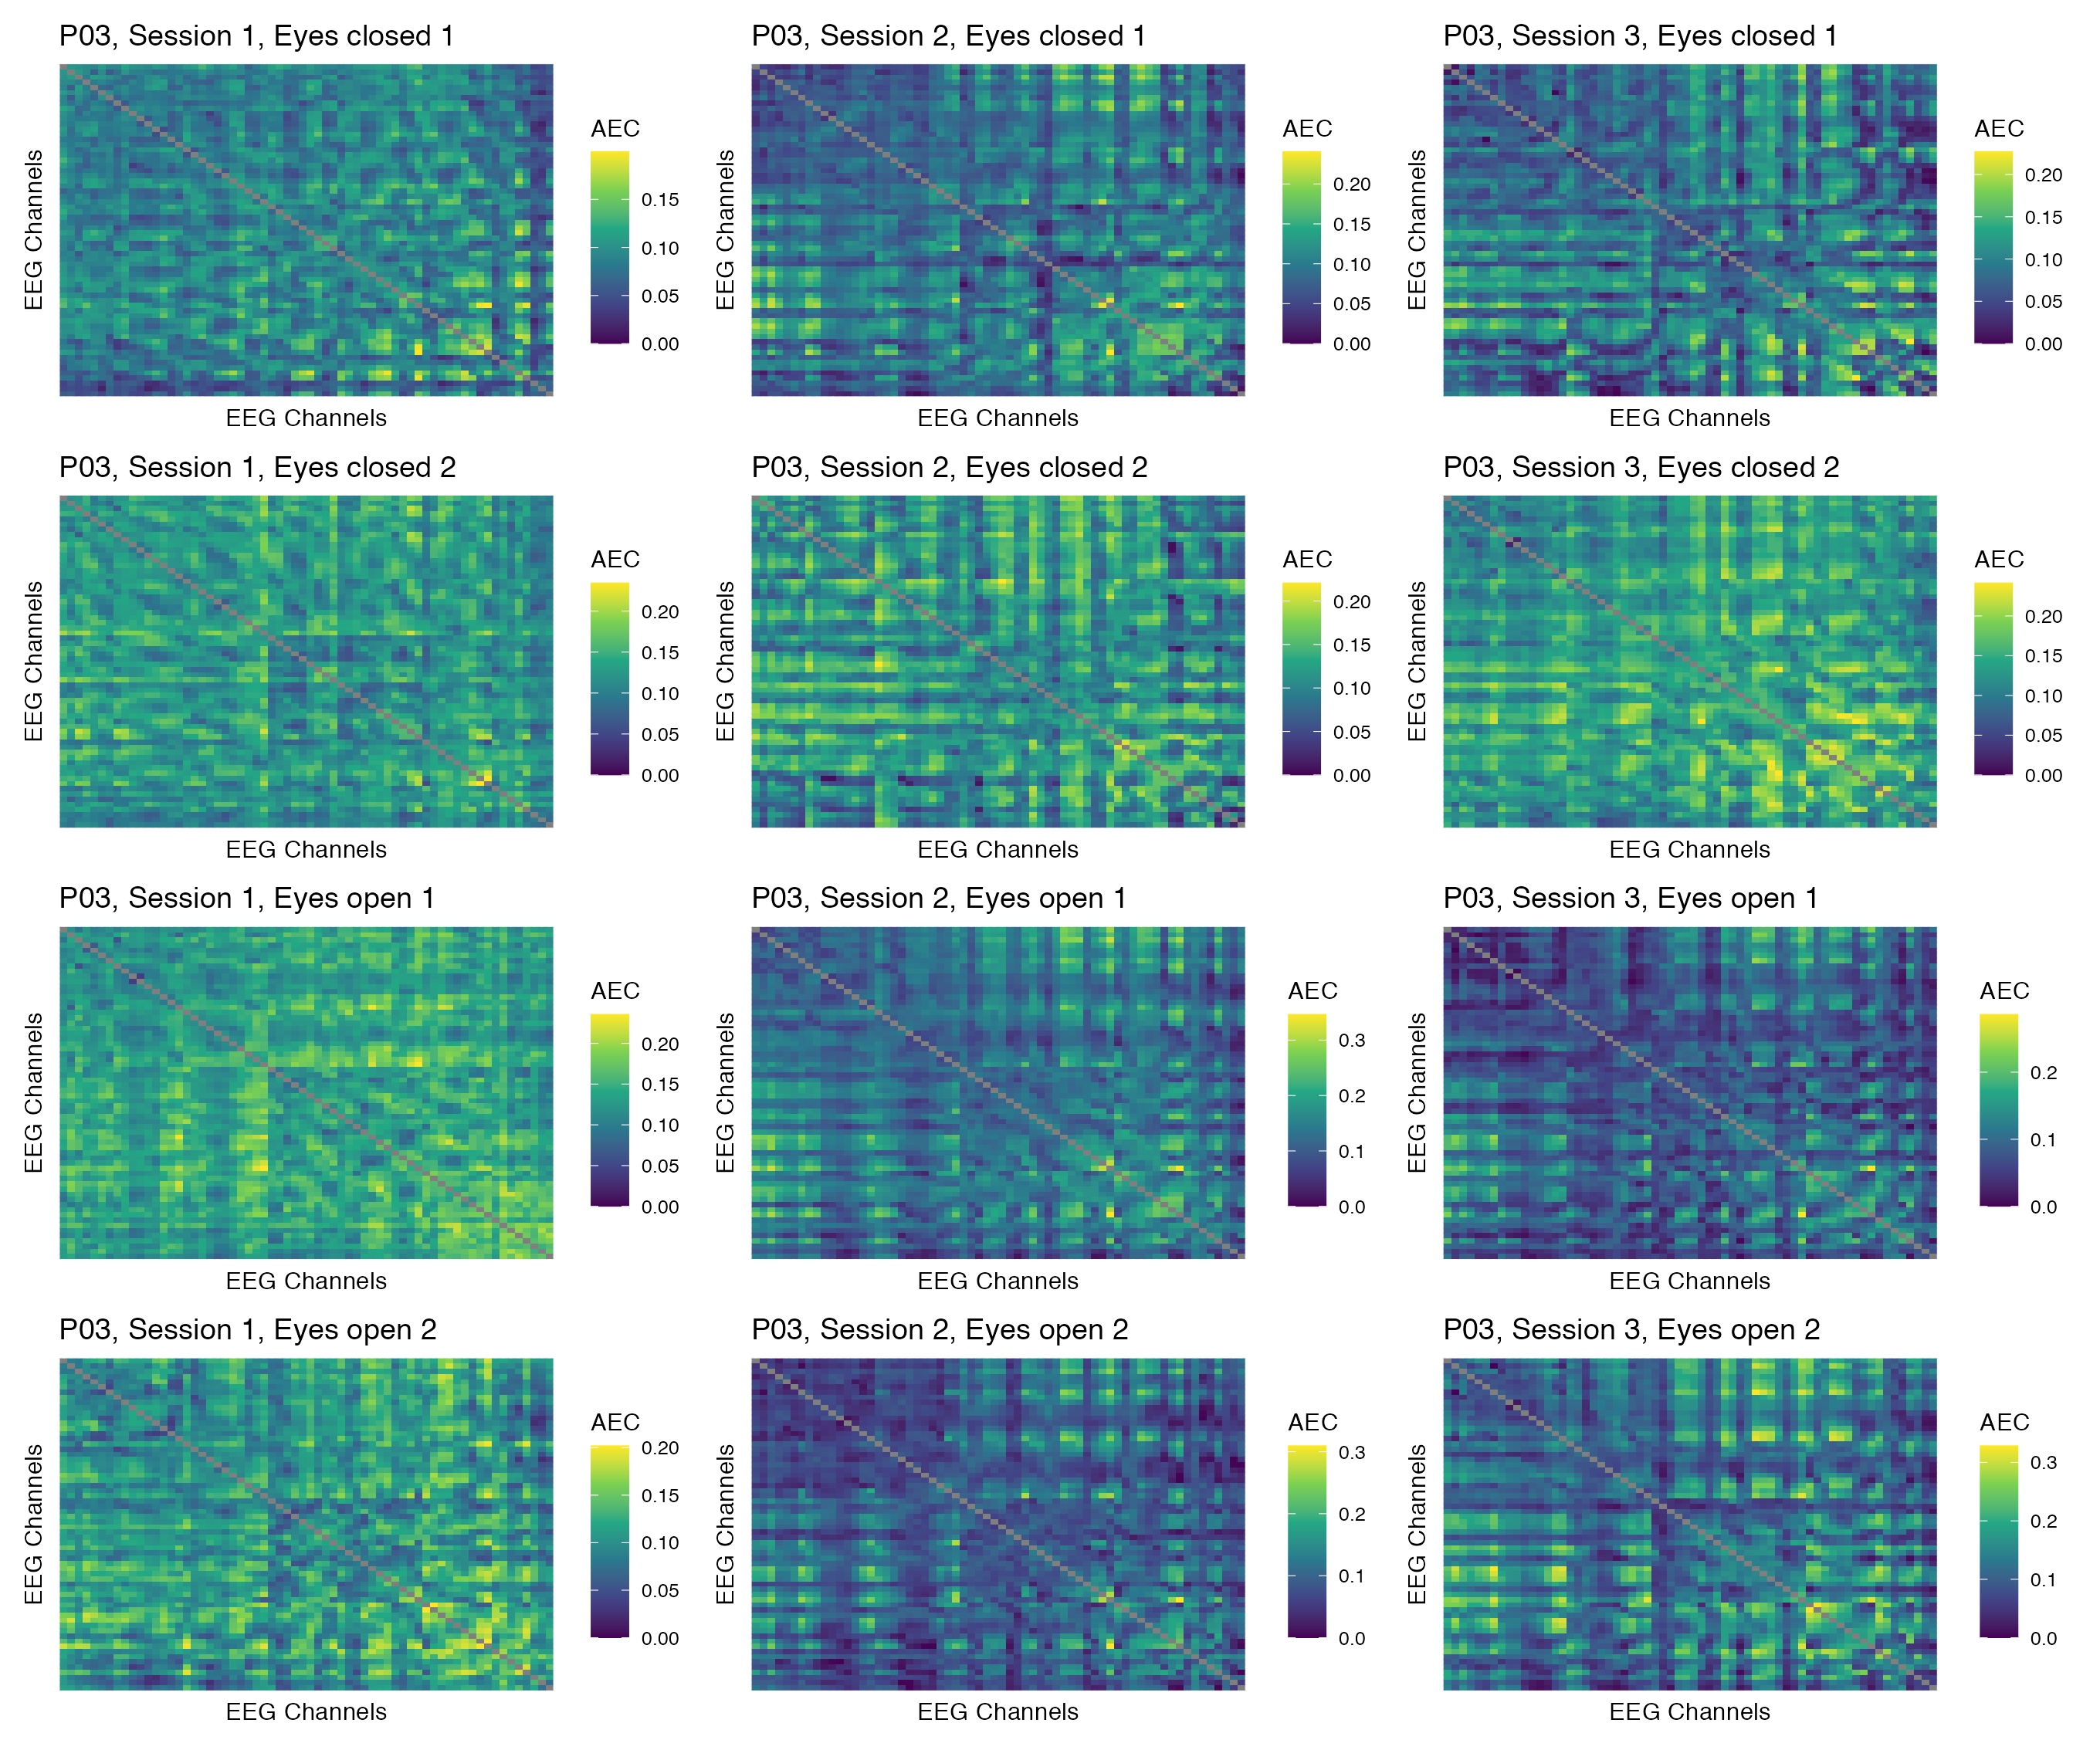 P03, Session 1, Eyes closed 1
EEG Channels
EEG Channels
AEC
0.15
0.10
0.05
0.00
P03, Session 2, Eyes closed 1
EEG Channels
EEG Channels
AEC
0.20
0.15
0.10
0.05
0.00
P03, Session 3, Eyes closed 1
EEG Channels
EEG Channels
AEC
0.20
0.15
0.10
0.05
0.00
P03, Session 1, Eyes closed 2
EEG Channels
EEG Channels
AEC
0.20
0.15
0.10
0.05
0.00
P03, Session 2, Eyes closed 2
EEG Channels
EEG Channels
AEC
0.20
0.15
0.10
0.05
0.00
P03, Session 3, Eyes closed 2
EEG Channels
EEG Channels
AEC
0.20
0.15
0.10
0.05
0.00
P03, Session 1, Eyes open 1
EEG Channels
EEG Channels
AEC
0.20
0.15
0.10
0.05
0.00
P03, Session 2, Eyes open 1
EEG Channels
EEG Channels
AEC
0.3
0.2
0.1
0.0
P03, Session 3, Eyes open 1
EEG Channels
EEG Channels
AEC
0.2
0.1
0.0
P03, Session 1, Eyes open 2
EEG Channels
EEG Channels
AEC
0.20
0.15
0.10
0.05
0.00
P03, Session 2, Eyes open 2
EEG Channels
EEG Channels
AEC
0.3
0.2
0.1
0.0
P03, Session 3, Eyes open 2
EEG Channels
EEG Channels
AEC
0.3
0.2
0.1
0.0